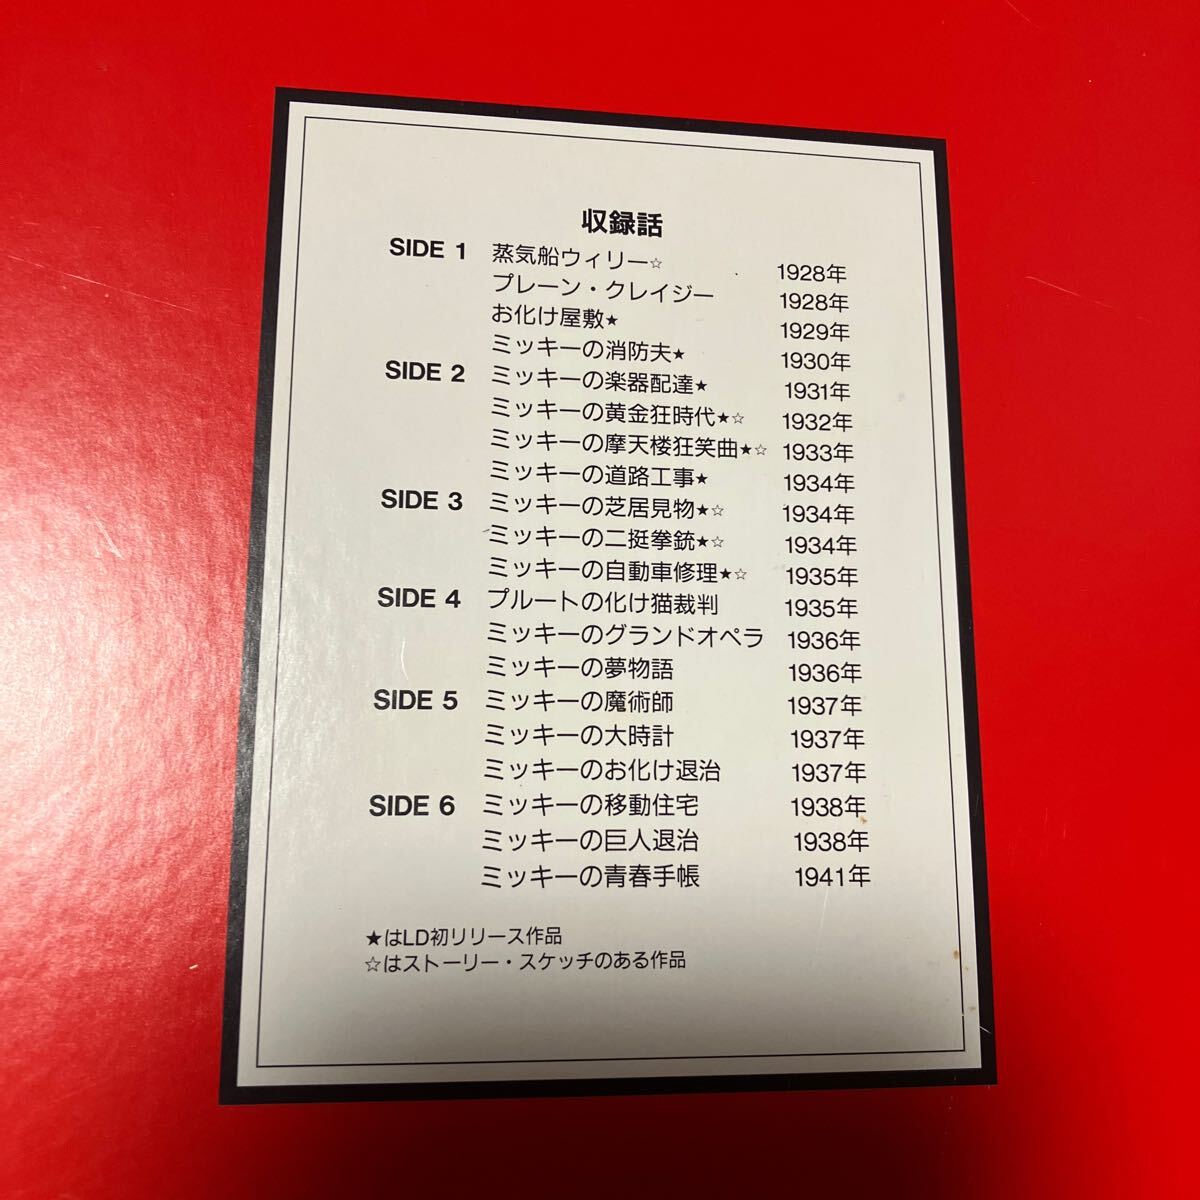 収録話
SIDE 1 蒸気船ウィリー☆ 1928年
プレーン・クレイジー 1928年
お化け屋敷★ 1929年
ミッキーの消防夫★ 1930年
SIDE 2 ミッキーの楽器配達★ 1931年
ミッキーの黄金狂時代★☆ 1932年
ミッキーの摩天楼狂笑曲★☆ 1933年
ミッキーの道路工事★ 1934年
SIDE 3 ミッキーの芝居見物★☆ 1934年
ミッキーの二挺拳銃★☆ 1934年
ミッキーの自動車修理★☆ 1935年
SIDE 4 プルートの化け猫裁判 1935年
ミッキーのグランドオペラ 1936年
ミッキーの夢物語 1936年
SIDE 5 ミッキーの魔術師 1937年
ミッキーの大時計 1937年
ミッキーのお化け退治 1937年
SIDE 6 ミッキーの移動住宅 1938年
ミッキーの巨人退治 1938年
ミッキーの青春手帳 1941年
★はLD初リリース作品
☆はストーリー・スケッチのある作品